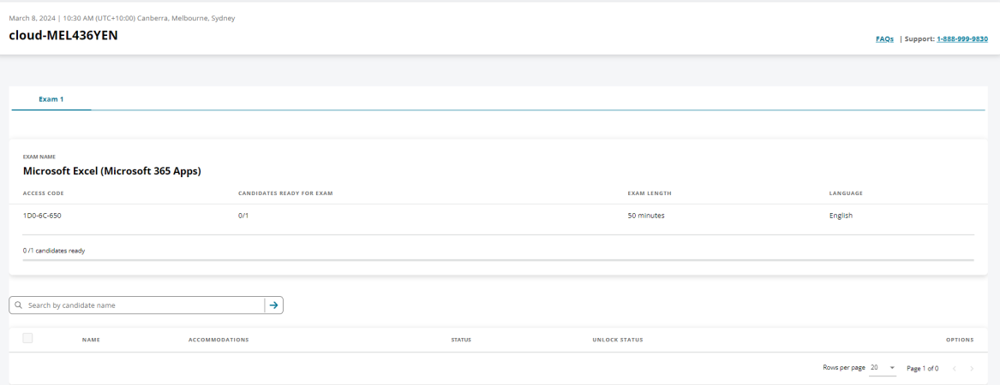 March 8, 2024 | 10:30 AM (UTC+10:00) Canberra, Melbourne, Sydney
cloud-MEL436YEN
FAQs | Support: 1-888-999-9830
Exam 1
EXAM NAME
Microsoft Excel (Microsoft 365 Apps)
ACCESS CODE CANDIDATES READY FOR EXAM EXAM LENGTH LANGUAGE
1D0-6C-650 0/1 50 minutes English
0 /1 candidates ready
Search by candidate name
NAME ACCOMMODATIONS STATUS UNLOCK STATUS OPTIONS
Rows per page 20 Page 1 of 0